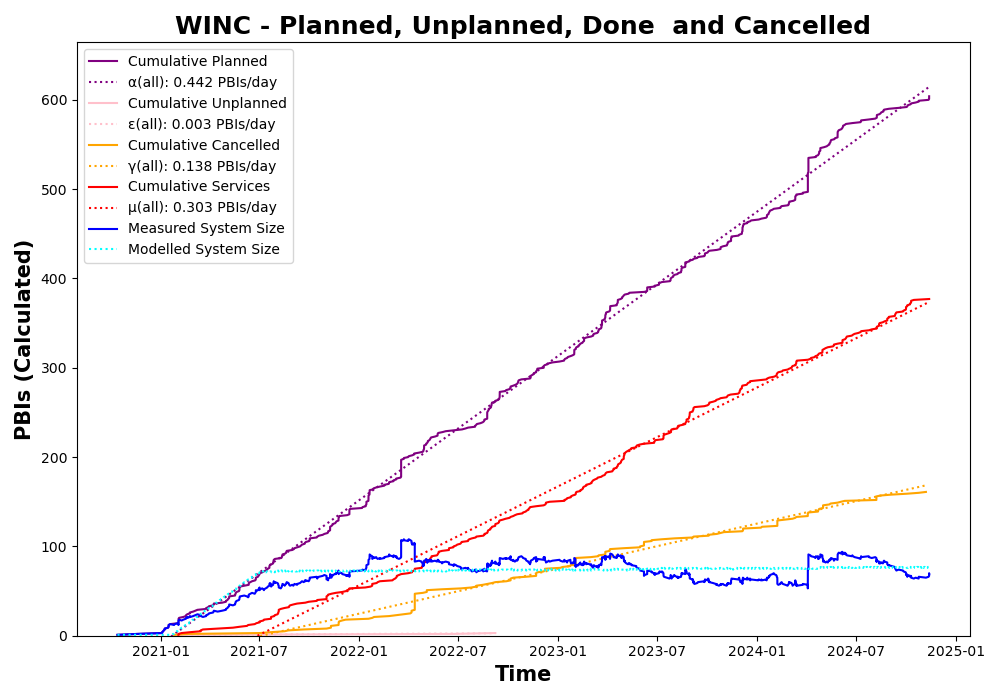 WINC - Planned, Unplanned, Done  and Cancelled
Cumulative Planned
α(all): 0.442 PBIs/day
Cumulative Unplanned
ε(all): 0.003 PBIs/day
Cumulative Cancelled
γ(all): 0.138 PBIs/day
Cumulative Services
μ(all): 0.303 PBIs/day
Measured System Size
Modelled System Size
PBIs (Calculated)
600
500
400
300
200
100
0
2021-01 2021-07 2022-01 2022-07 2023-01 2023-07 2024-01 2024-07 2025-01
Time